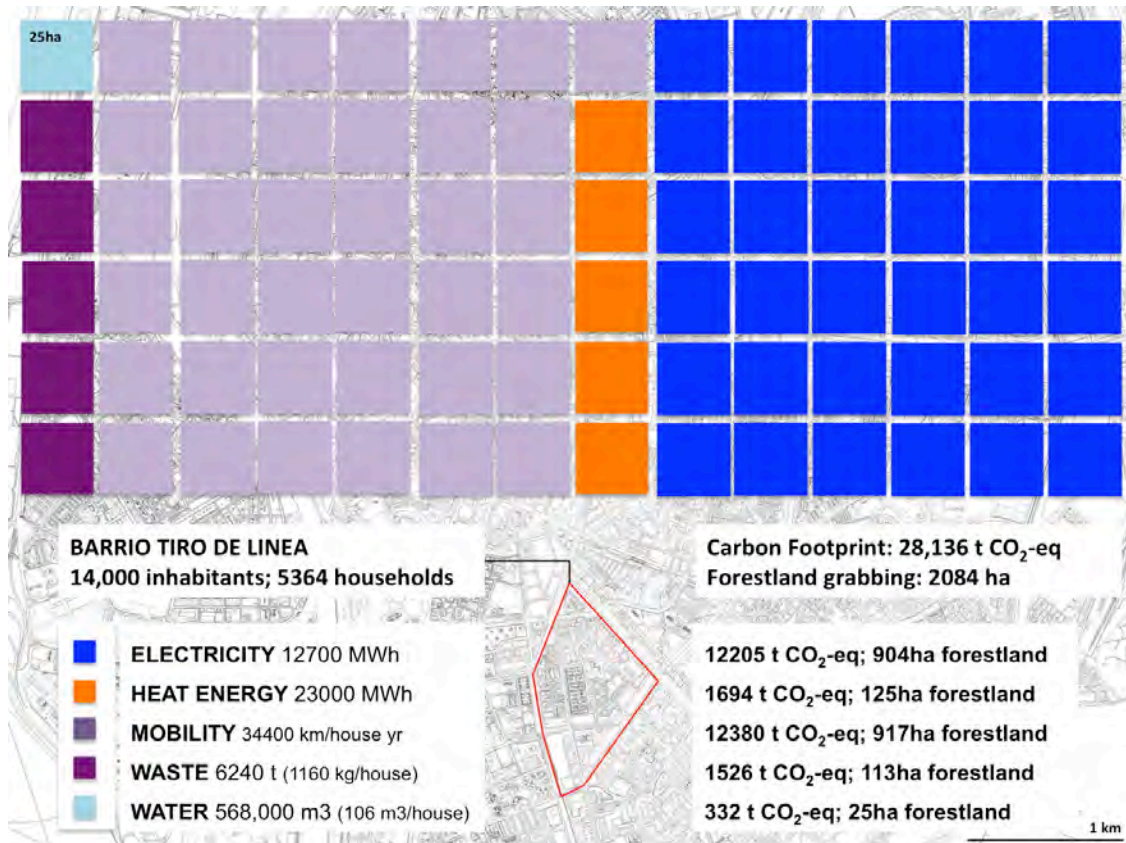 25ha
BARRIO TIRO DE LINEA
14,000 inhabitants; 5364 households
Carbon Footprint: 28,136 t CO₂-eq
Forestland grabbing: 2084 ha
ELECTRICITY 12700 MWh
12205 t CO₂-eq; 904ha forestland
HEAT ENERGY 23000 MWh
1694 t CO₂-eq; 125ha forestland
MOBILITY 34400 km/house yr
12380 t CO₂-eq; 917ha forestland
WASTE 6240 t (1160 kg/house)
1526 t CO₂-eq; 113ha forestland
WATER 568,000 m3 (106 m3/house)
332 t CO₂-eq; 25ha forestland
1 km